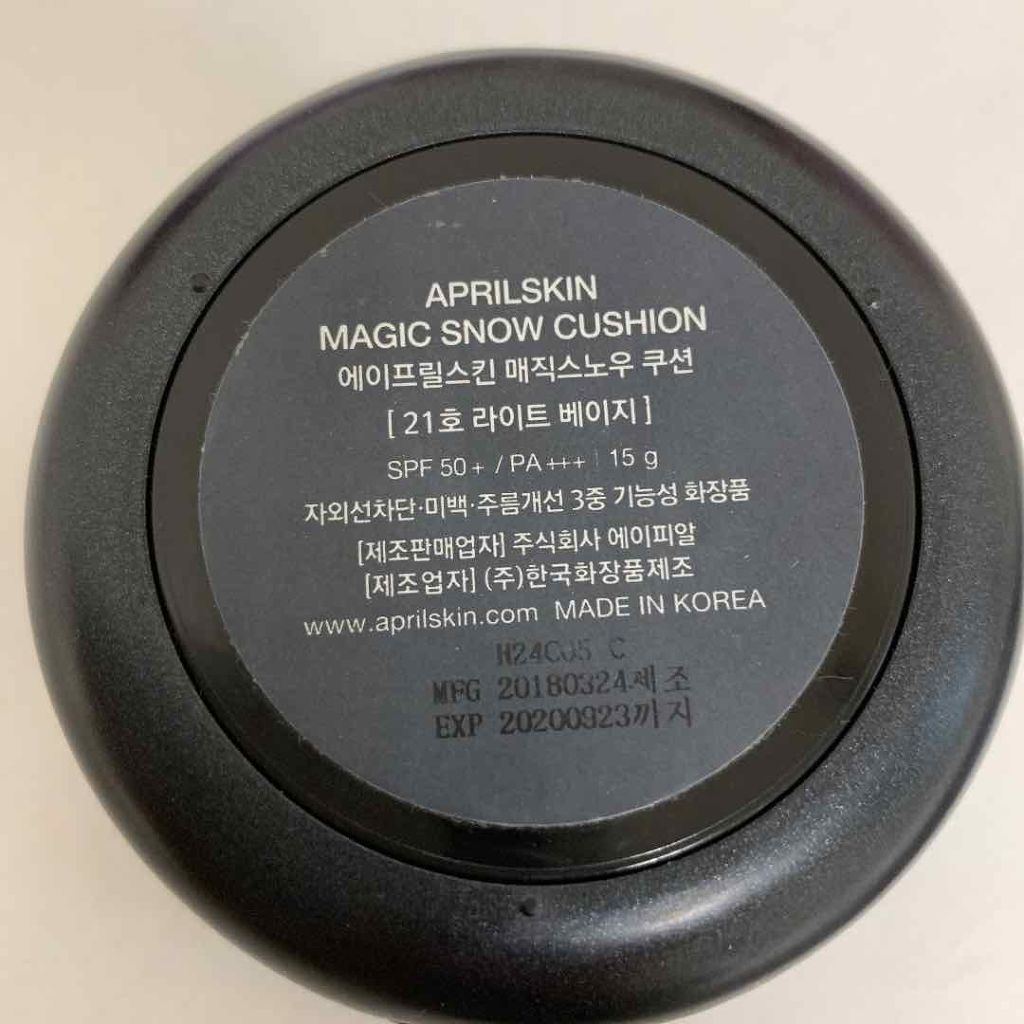 APRILSKIN
MAGIC SNOW CUSHION
에이프릴스킨 매직스노우 쿠션
[ 21호 라이트 베이지 ]
SPF 50+ / PA+++ | 15 g
자외선차단·미백·주름개선 3중 기능성 화장품
[제조판매업자] 주식회사 에이피알
[제조업자] (주)한국화장품제조
www.aprilskin.com MADE IN KOREA
C
MFG 20180324제조
EXP 20200923까지